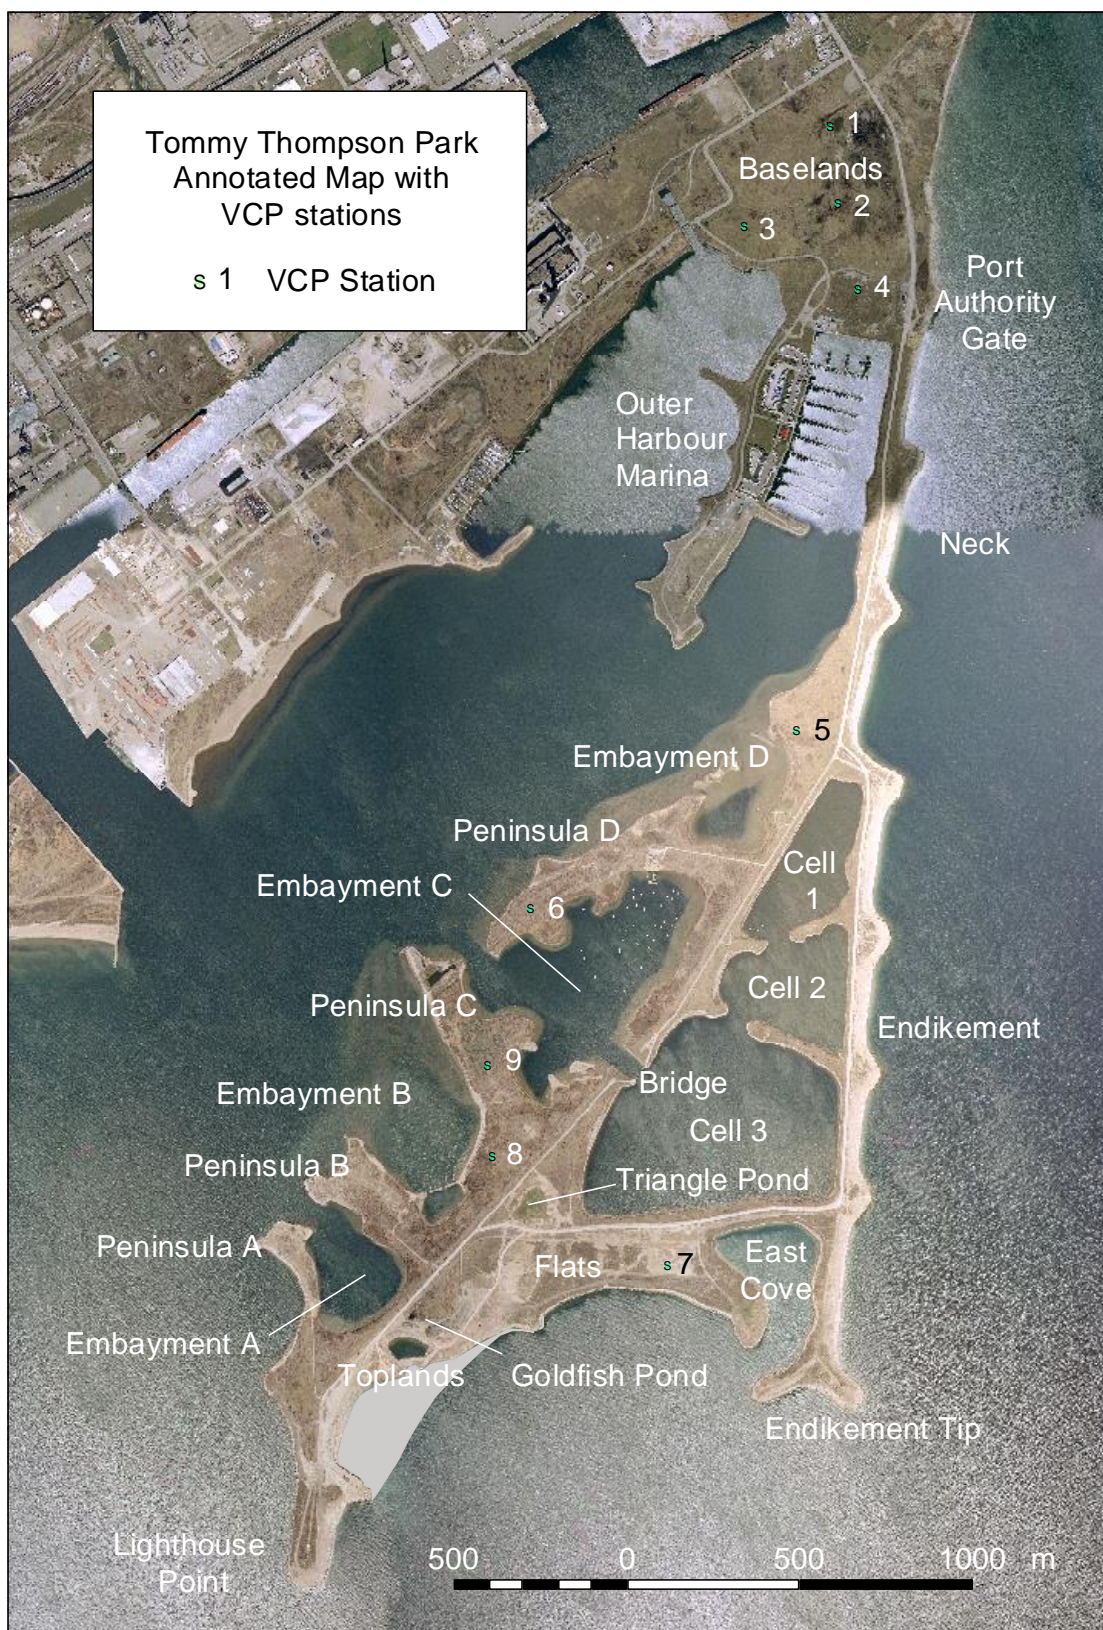 Tommy Thompson Park
Annotated Map with
VCP stations
s 1 VCP Station
s 1
Baselands
s 2
s 3
s 4
Port
Authority
Gate
Outer
Harbour
Marina
Neck
s 5
Embayment D
Peninsula D
Cell
1
Embayment C
s 6
Cell 2
Peninsula C
Endikement
s 9
Bridge
Embayment B
Cell 3
s 8
Peninsula B
Triangle Pond
Peninsula A
Flats
s 7
East
Cove
Embayment A
Toplands
Goldfish Pond
Endikement Tip
Lighthouse
Point
500 0 500 1000 m